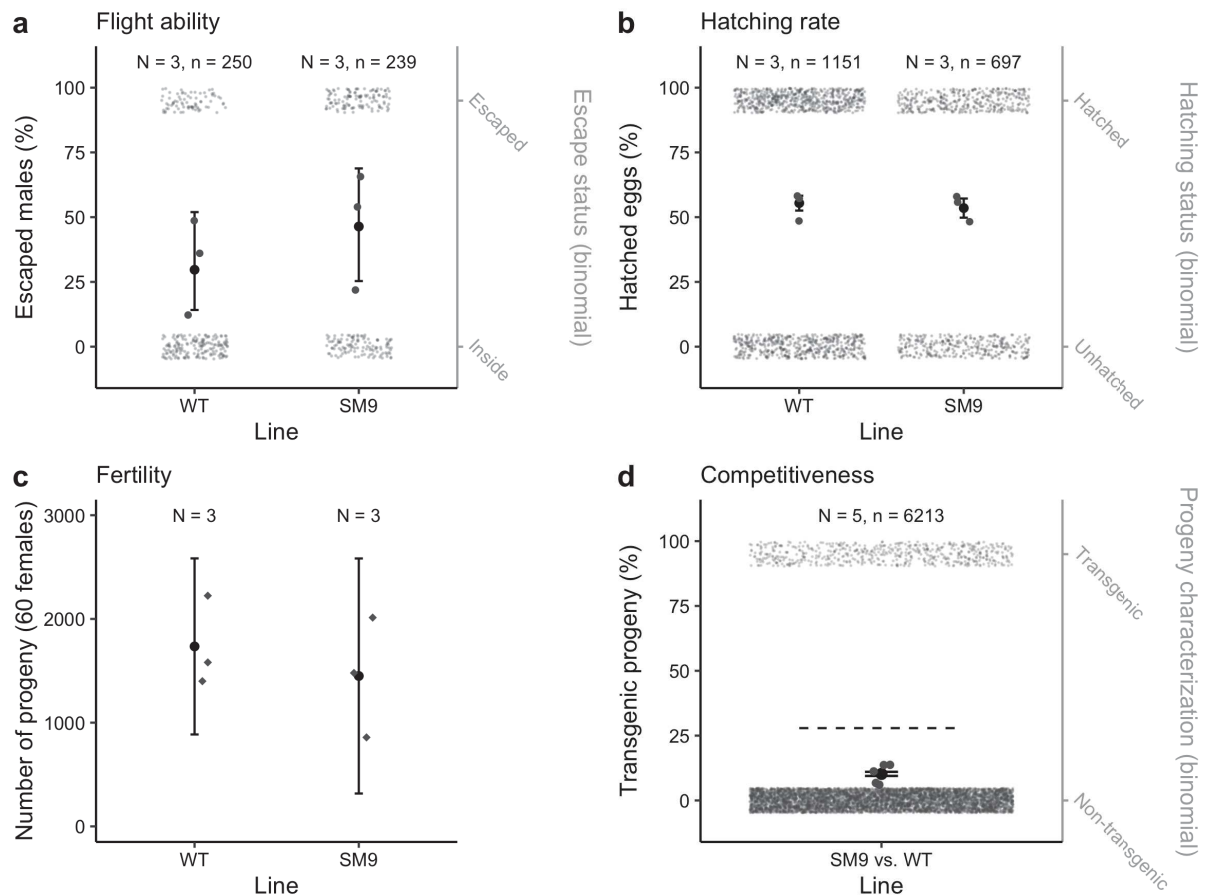 a Flight ability
N = 3, n = 250
N = 3, n = 239
Escaped males (%)
100
75
50
25
0
Escaped
Inside
Escape status (binomial)
WT
SM9
Line
b Hatching rate
N = 3, n = 1151
N = 3, n = 697
Hatched eggs (%)
100
75
50
25
0
Hatched
Unhatched
Hatching status (binomial)
WT
SM9
Line
c Fertility
N = 3
N = 3
Number of progeny (60 females)
3000
2000
1000
0
WT
SM9
Line
d Competitiveness
N = 5, n = 6213
Transgenic progeny (%)
100
75
50
25
0
Transgenic
Non-transgenic
Progeny characterization (binomial)
SM9 vs. WT
Line